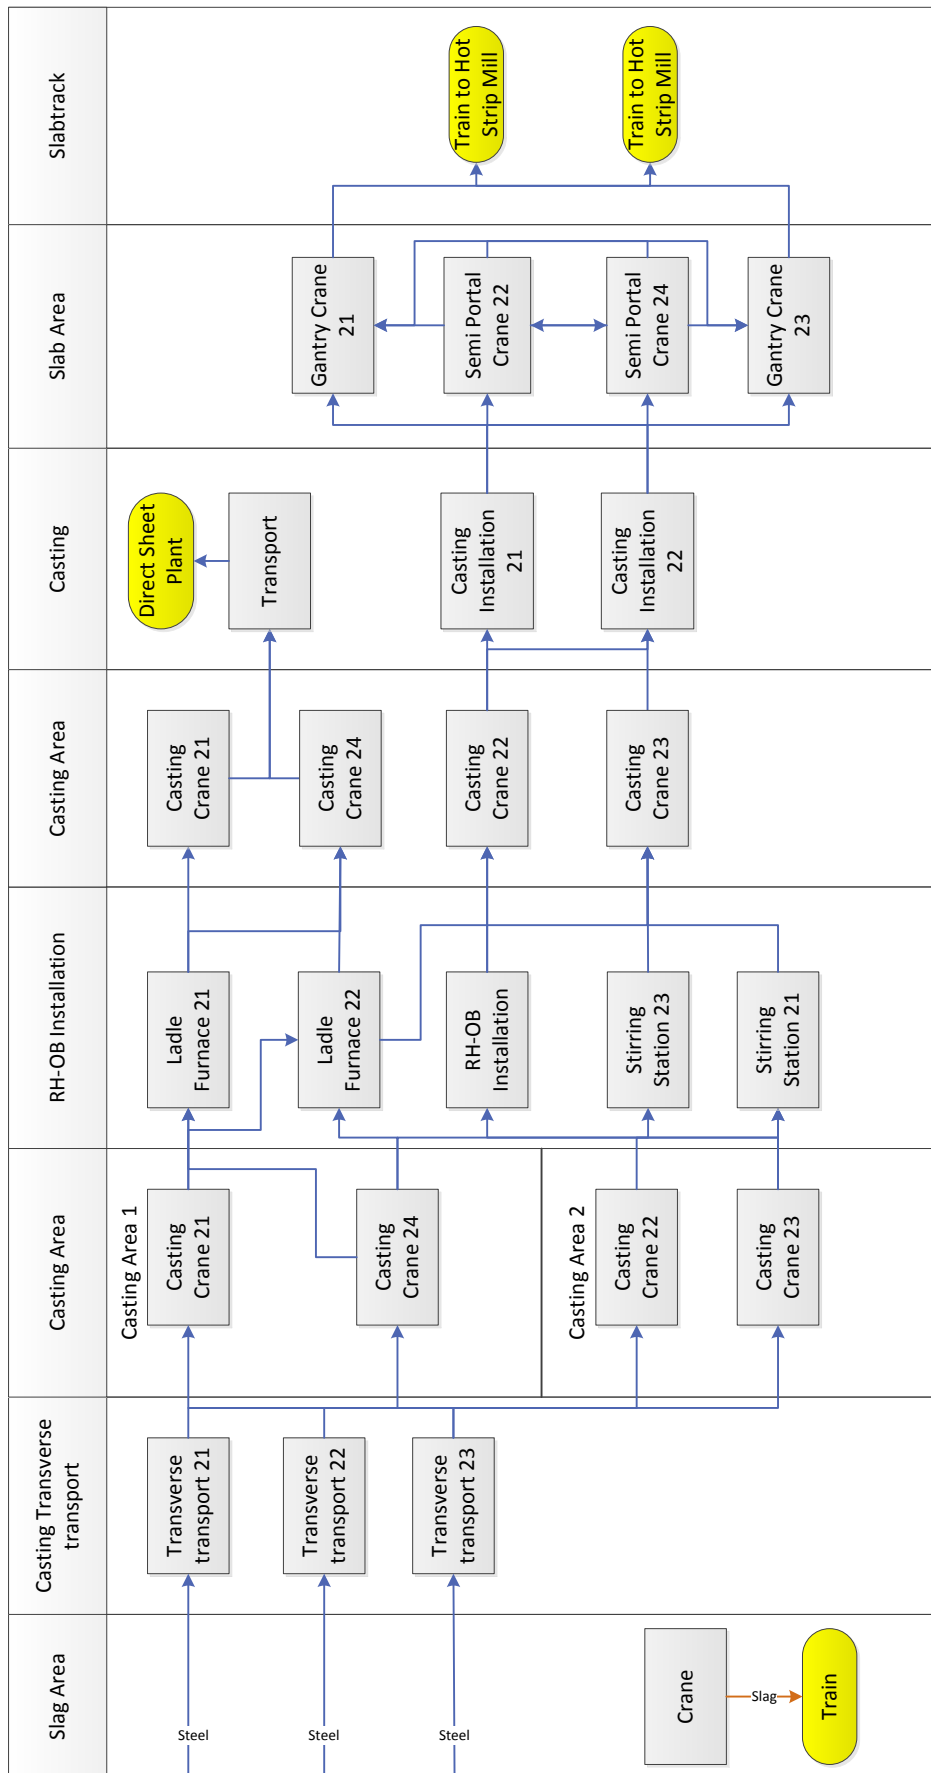 Slag Area
Steel
Steel
Steel
Crane
Slag
Train
Casting Transverse
transport
Transverse
transport 21
Transverse
transport 22
Transverse
transport 23
Casting Area
Casting Area 1
Casting
Crane 21
Casting
Crane 24
Casting Area 2
Casting
Crane 22
Casting
Crane 23
RH-OB Installation
Ladle
Furnace 21
Ladle
Furnace 22
RH-OB
Installation
Stirring
Station 23
Stirring
Station 21
Casting Area
Casting
Crane 21
Casting
Crane 24
Casting
Crane 22
Casting
Crane 23
Casting
Direct Sheet
Plant
Transport
Casting
Installation
21
Casting
Installation
22
Slab Area
Gantry Crane
21
Semi Portal
Crane 22
Semi Portal
Crane 24
Gantry Crane
23
Slabtrack
Train to Hot
Strip Mill
Train to Hot
Strip Mill